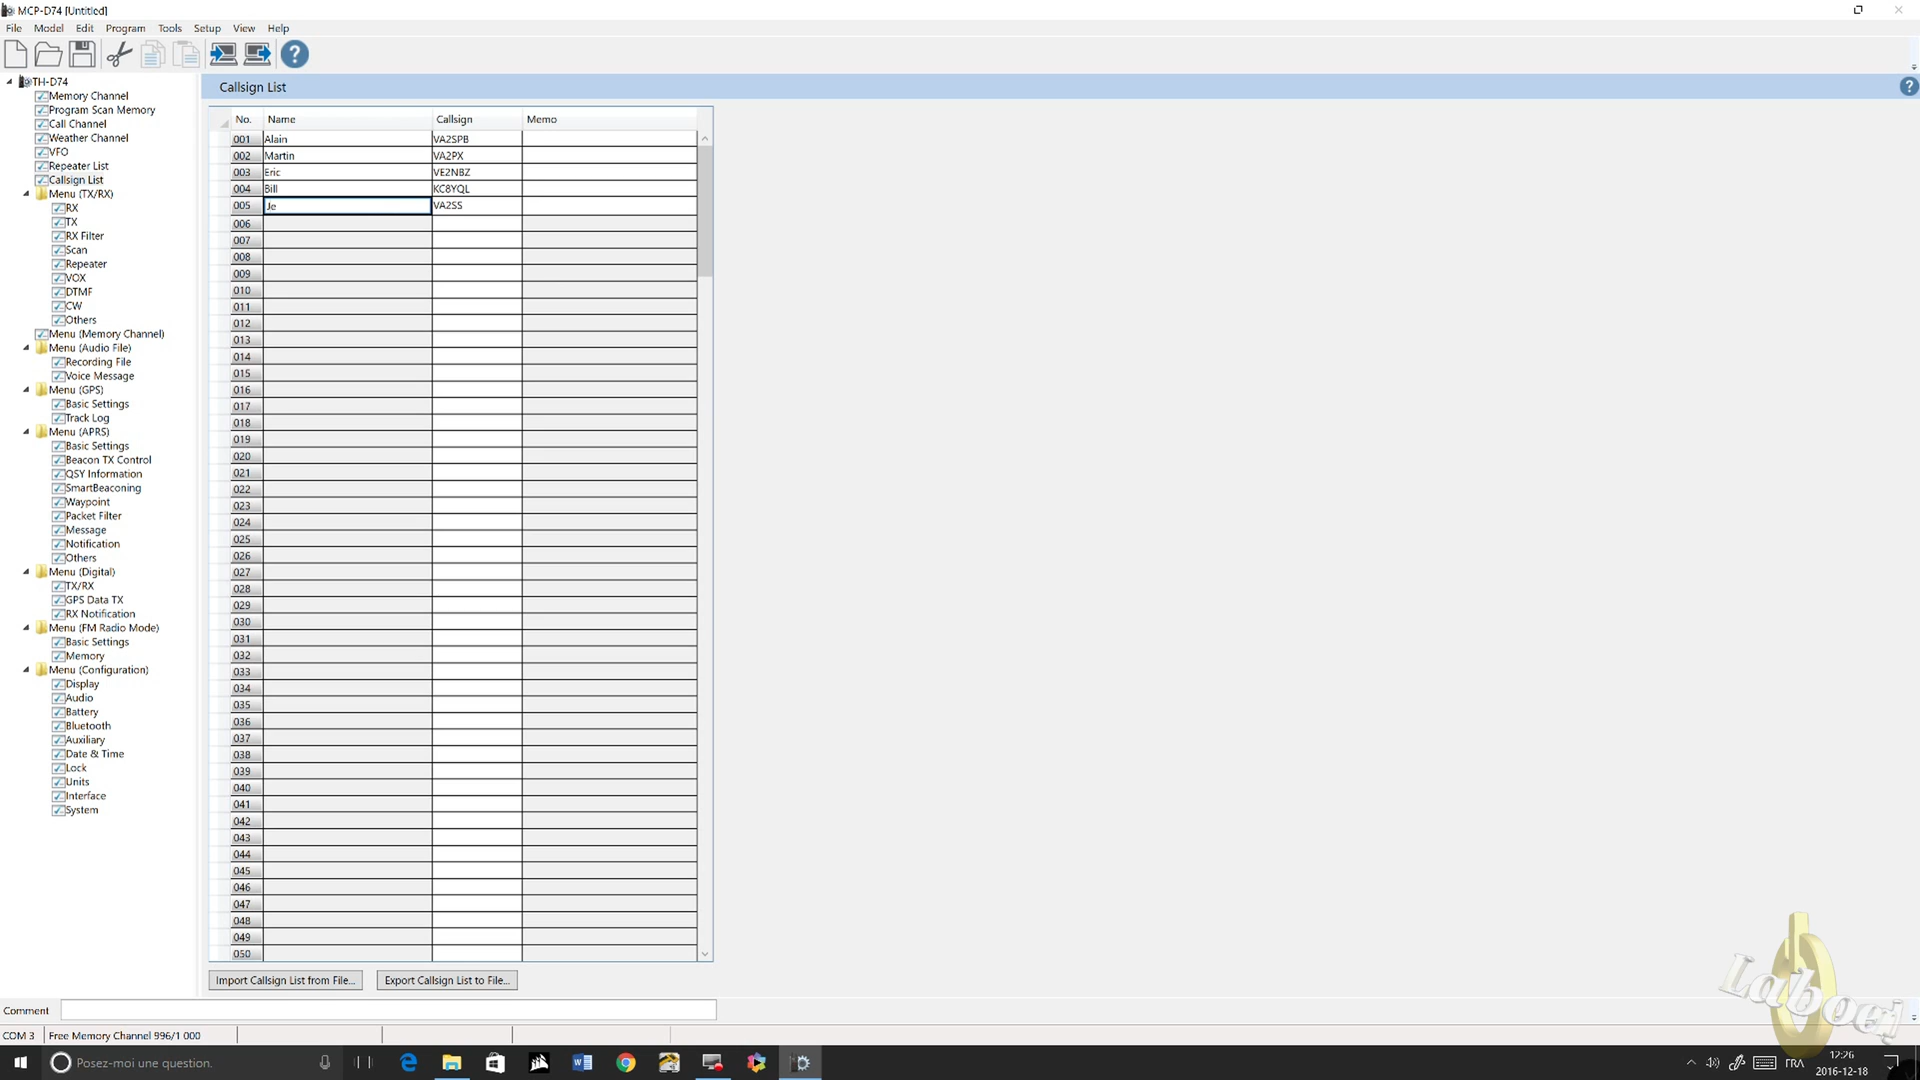 MCP-D74 [Untitled]
File Model Edit Program Tools Setup View Help
TH-D74
Memory Channel
Program Scan Memory
Call Channel
Weather Channel
VFO
Repeater List
Callsign List
Menu (TX/RX)
RX
TX
RX Filter
Scan
Repeater
VOX
DTMF
CW
Others
Menu (Memory Channel)
Menu (Audio File)
Recording File
Voice Message
Menu (GPS)
Basic Settings
Track Log
Menu (APRS)
Basic Settings
Beacon TX Control
QSY Information
SmartBeaconing
Waypoint
Packet Filter
Message
Notification
Others
Menu (Digital)
TX/RX
GPS Data TX
RX Notification
Menu (FM Radio Mode)
Basic Settings
Memory
Menu (Configuration)
Display
Audio
Battery
Bluetooth
Auxiliary
Date & Time
Lock
Units
Interface
System
Callsign List
No. Name Callsign Memo
001 Alain VA2SPB
002 Martin VA2PX
003 Eric VE2NBZ
004 Bill KC8YQL
005 Je VA2SS
006
007
008
009
010
011
012
013
014
015
016
017
018
019
020
021
022
023
024
025
026
027
028
029
030
031
032
033
034
035
036
037
038
039
040
041
042
043
044
045
046
047
048
049
050
Import Callsign List from File... Export Callsign List to File...
Comment
COM 3 Free Memory Channel 996/1 000
Posez-moi une question.
FRA
12:26
2016-12-18
Laboei